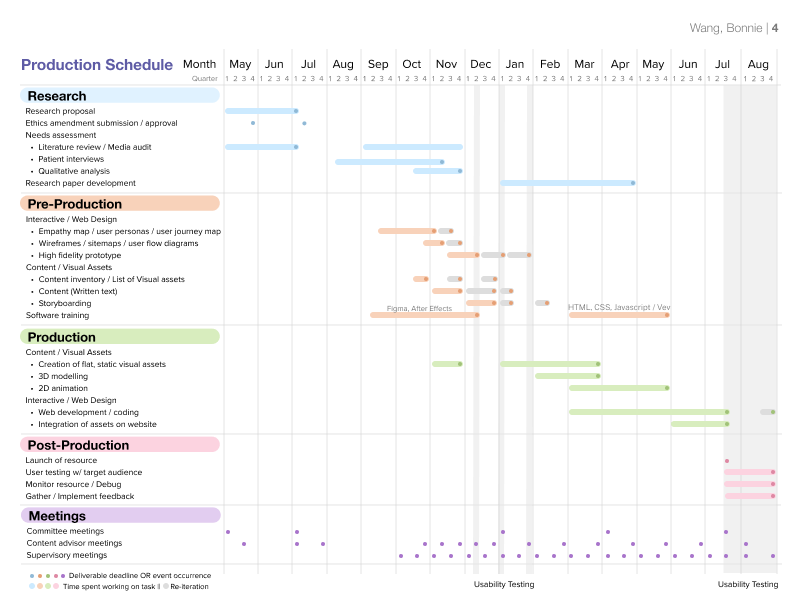 Wang, Bonnie | 4
Production Schedule Month May Jun Jul Aug Sep Oct Nov Dec Jan Feb Mar Apr May Jun Jul Aug
Quarter 1 2 3 4 1 2 3 4 1 2 3 4 1 2 3 4 1 2 3 4 1 2 3 4 1 2 3 4 1 2 3 4 1 2 3 4 1 2 3 4 1 2 3 4 1 2 3 4 1 2 3 4 1 2 3 4 1 2 3 4 1 2 3 4
Research
Research proposal
Ethics amendment submission / approval
Needs assessment
• Literature review / Media audit
• Patient interviews
• Qualitative analysis
Research paper development
Pre-Production
Interactive / Web Design
• Empathy map / user personas / user journey map
• Wireframes / sitemaps / user flow diagrams
• High fidelity prototype
Content / Visual Assets
• Content inventory / List of Visual assets
• Content (Written text)
• Storyboarding
Figma, After Effects HTML, CSS, Javascript / Vev
Software training
Production
Content / Visual Assets
• Creation of flat, static visual assets
• 3D modelling
• 2D animation
Interactive / Web Design
• Web development / coding
• Integration of assets on website
Post-Production
Launch of resource
User testing w/ target audience
Monitor resource / Debug
Gather / Implement feedback
Meetings
Committee meetings
Content advisor meetings
Supervisory meetings
Deliverable deadline OR event occurrence
Time spent working on task Re-iteration
Usability Testing Usability Testing